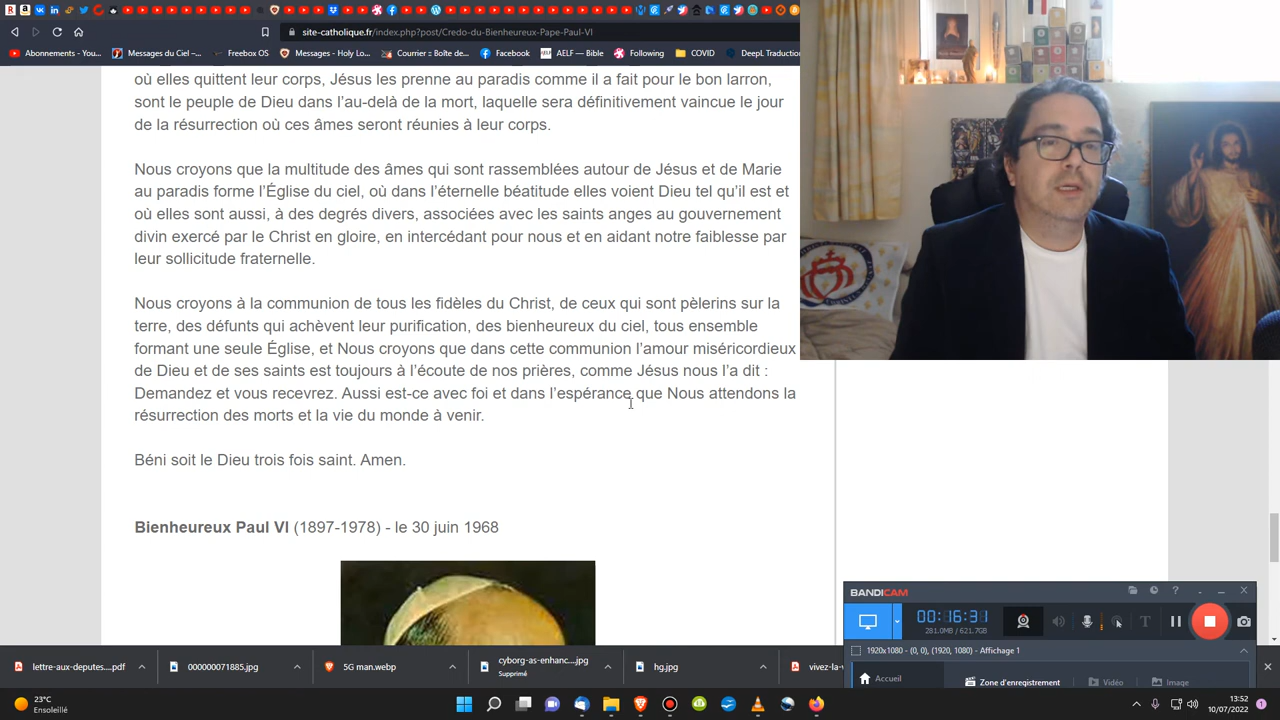 site-catholique.fr/index.php?post/Credo-du-Bienheureux-Pape-Paul-VI
Abonnements - You...
Messages du Ciel –...
Freebox OS
Messages - Holy Lo...
Courrier :: Boîte de...
Facebook
AELF — Bible
Following
COVID
DeepL Translate
où elles quittent leur corps, Jésus les prenne au paradis comme il a fait pour le bon larron,
sont le peuple de Dieu dans l’au-delà de la mort, laquelle sera définitivement vaincue le jour
de la résurrection où ces âmes seront réunies à leur corps.
Nous croyons que la multitude des âmes qui sont rassemblées autour de Jésus et de Marie
au paradis forme l’Église du ciel, où dans l’éternelle béatitude elles voient Dieu tel qu’il est et
où elles sont aussi, à des degrés divers, associées avec les saints anges au gouvernement
divin exercé par le Christ en gloire, en intercédant pour nous et en aidant notre faiblesse par
leur sollicitude fraternelle.
Nous croyons à la communion de tous les fidèles du Christ, de ceux qui sont pèlerins sur la
terre, des défunts qui achèvent leur purification, des bienheureux du ciel, tous ensemble
formant une seule Église, et Nous croyons que dans cette communion l’amour miséricordieux
de Dieu et de ses saints est toujours à l’écoute de nos prières, comme Jésus nous l’a dit :
Demandez et vous recevrez. Aussi est-ce avec foi et dans l’espérance que Nous attendons la
résurrection des morts et la vie du monde à venir.
Béni soit le Dieu trois fois saint. Amen.
Bienheureux Paul VI (1897-1978) - le 30 juin 1968
BANDICAM
00:16:31
281.0MB / 621.7GB
1920x1080 - (0, 0), (1920, 1080) - Affichage 1
Accueil
Zone d'enregistrement
Vidéo
Image
lettre-aux-deputes....pdf
000000071885.jpg
5G man.webp
cyborg-as-enhanc....jpg
Supprimé
hg.jpg
vivez-la-v
23°C
Ensoleillé
13:52
10/07/2022